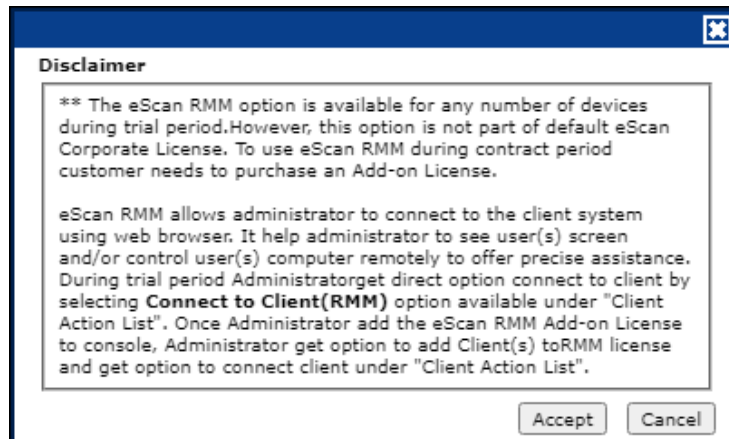 Disclaimer
** The eScan RMM option is available for any number of devices
during trial period.However, this option is not part of default eScan
Corporate License. To use eScan RMM during contract period
customer needs to purchase an Add-on License.
eScan RMM allows administrator to connect to the client system
using web browser. It help administrator to see user(s) screen
and/or control user(s) computer remotely to offer precise assistance.
During trial period Administratorget direct option connect to client by
selecting Connect to Client(RMM) option available under "Client
Action List". Once Administrator add the eScan RMM Add-on License
to console, Administrator get option to add Client(s) toRMM license
and get option to connect client under "Client Action List".
Accept Cancel